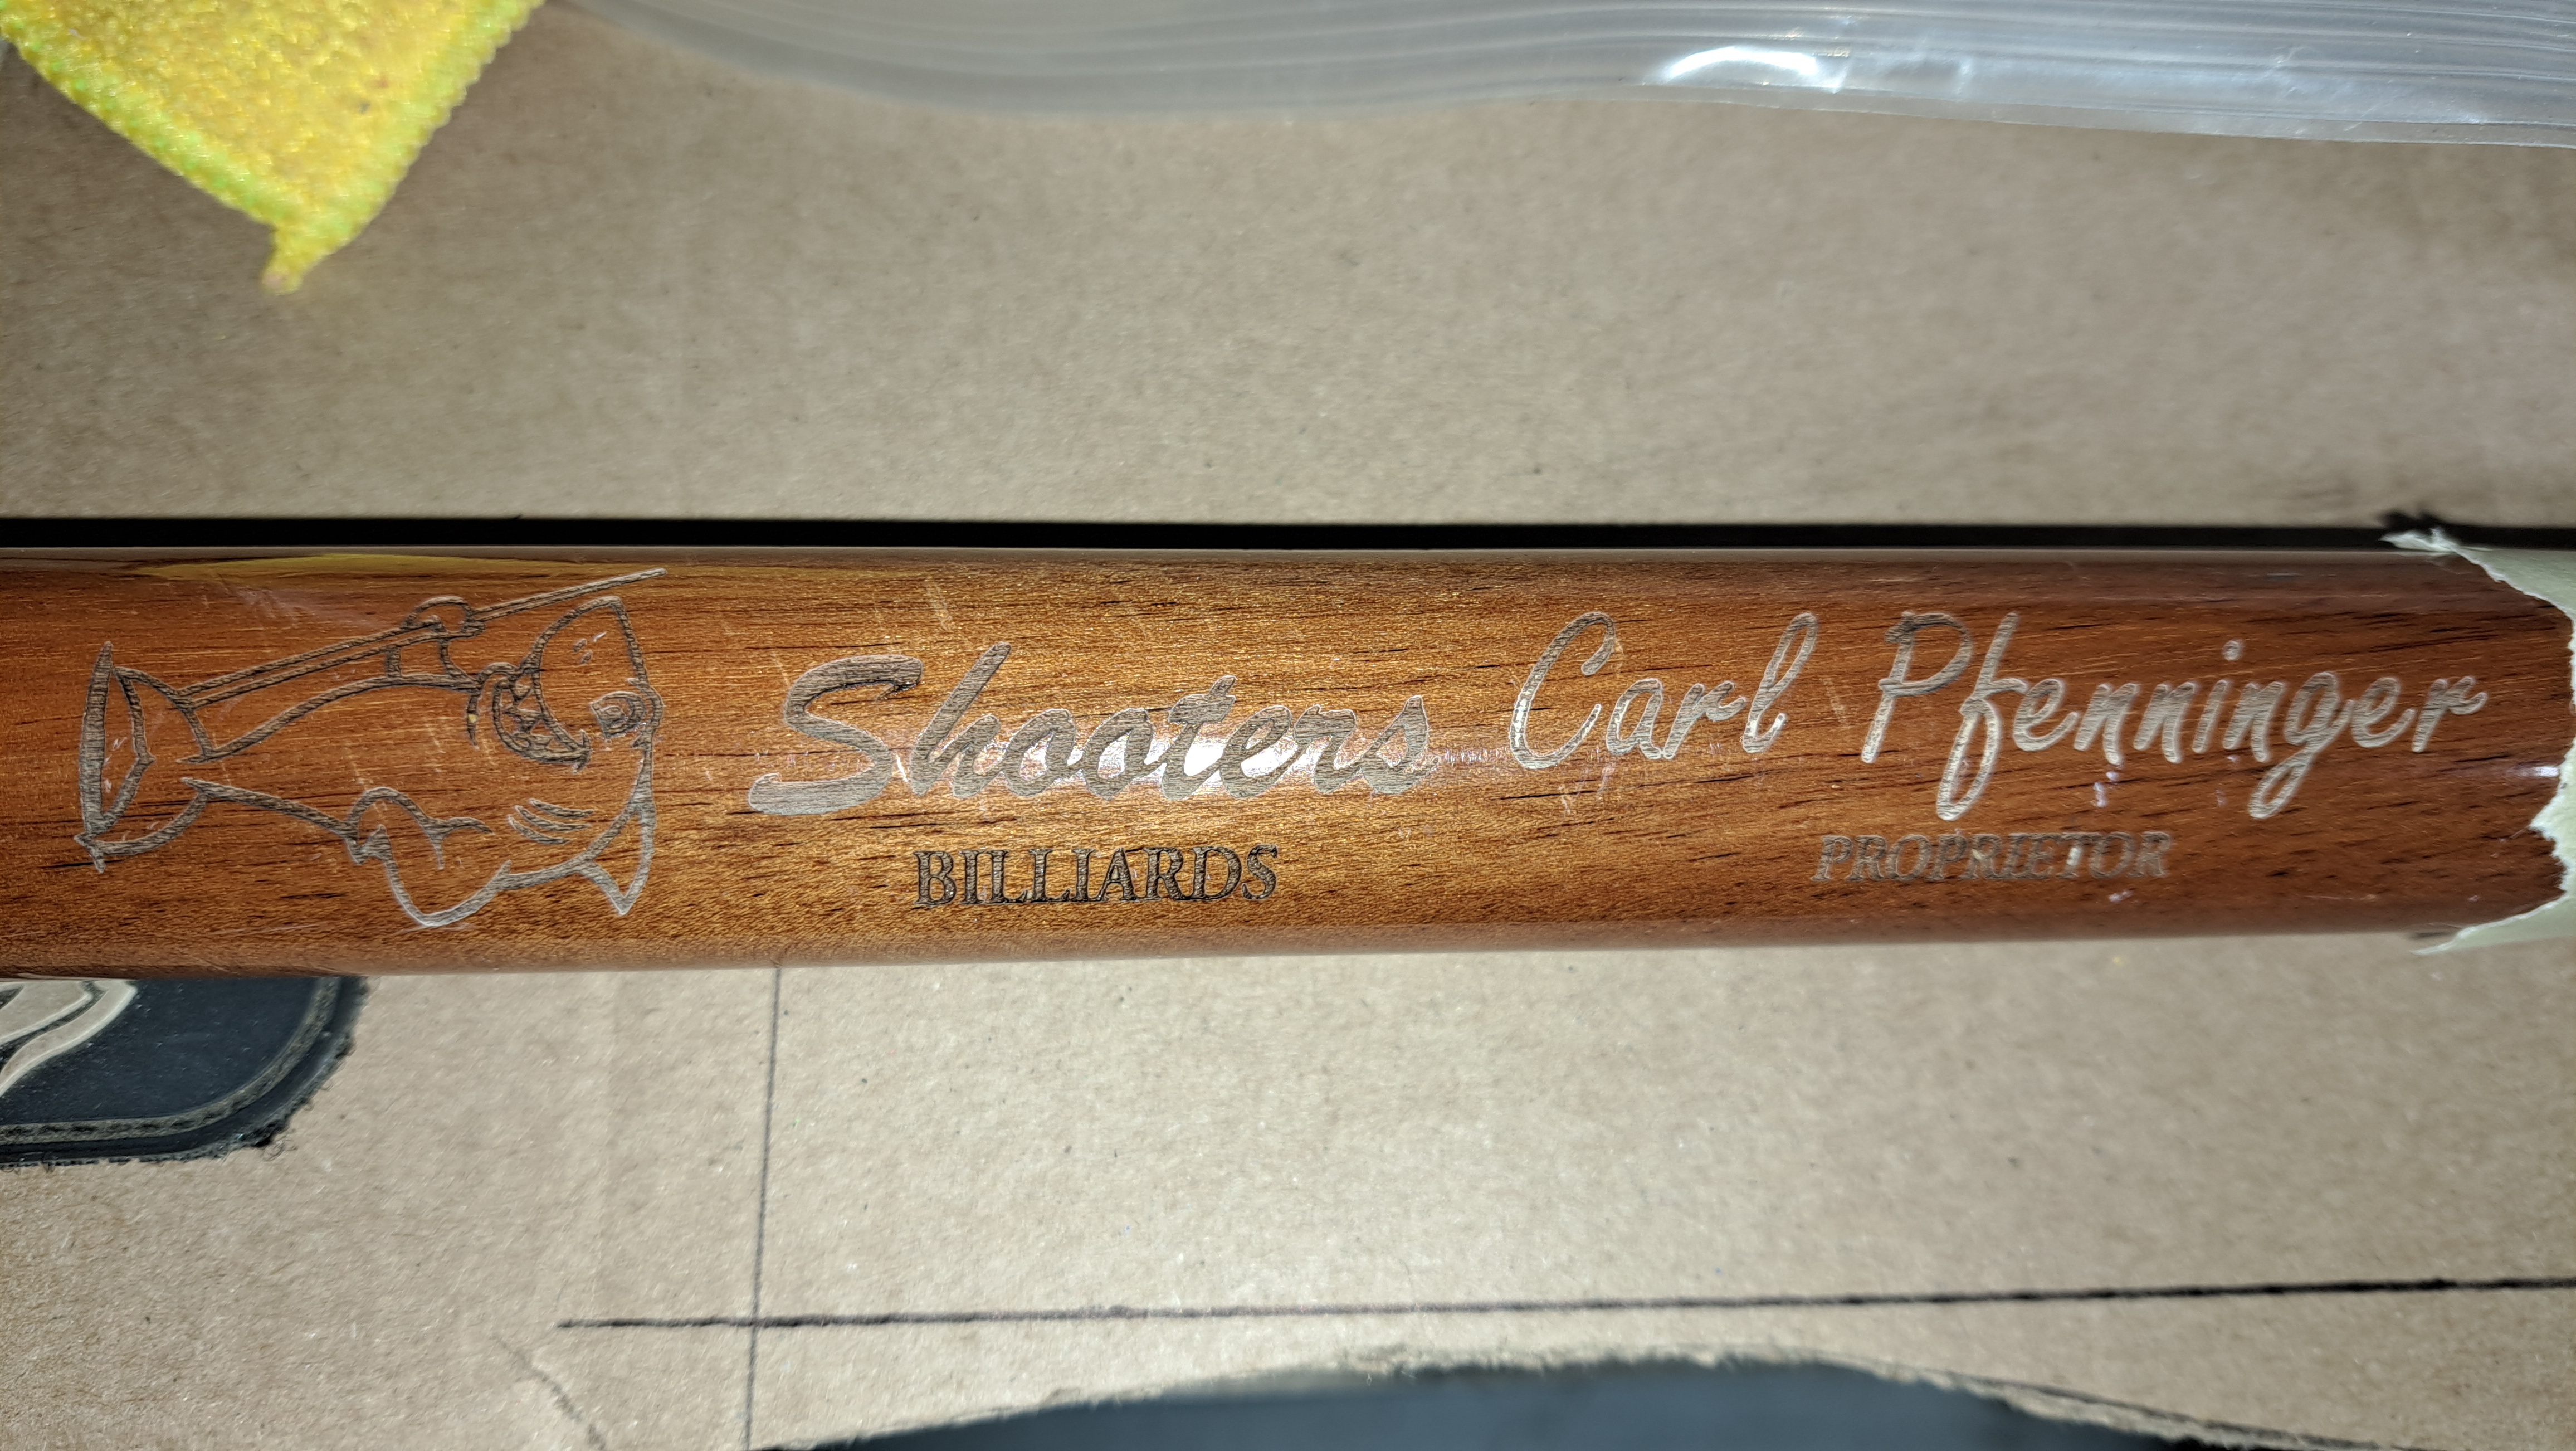 Shooters
BILLIARDS
Carl Pfenninger
PROPRIETOR